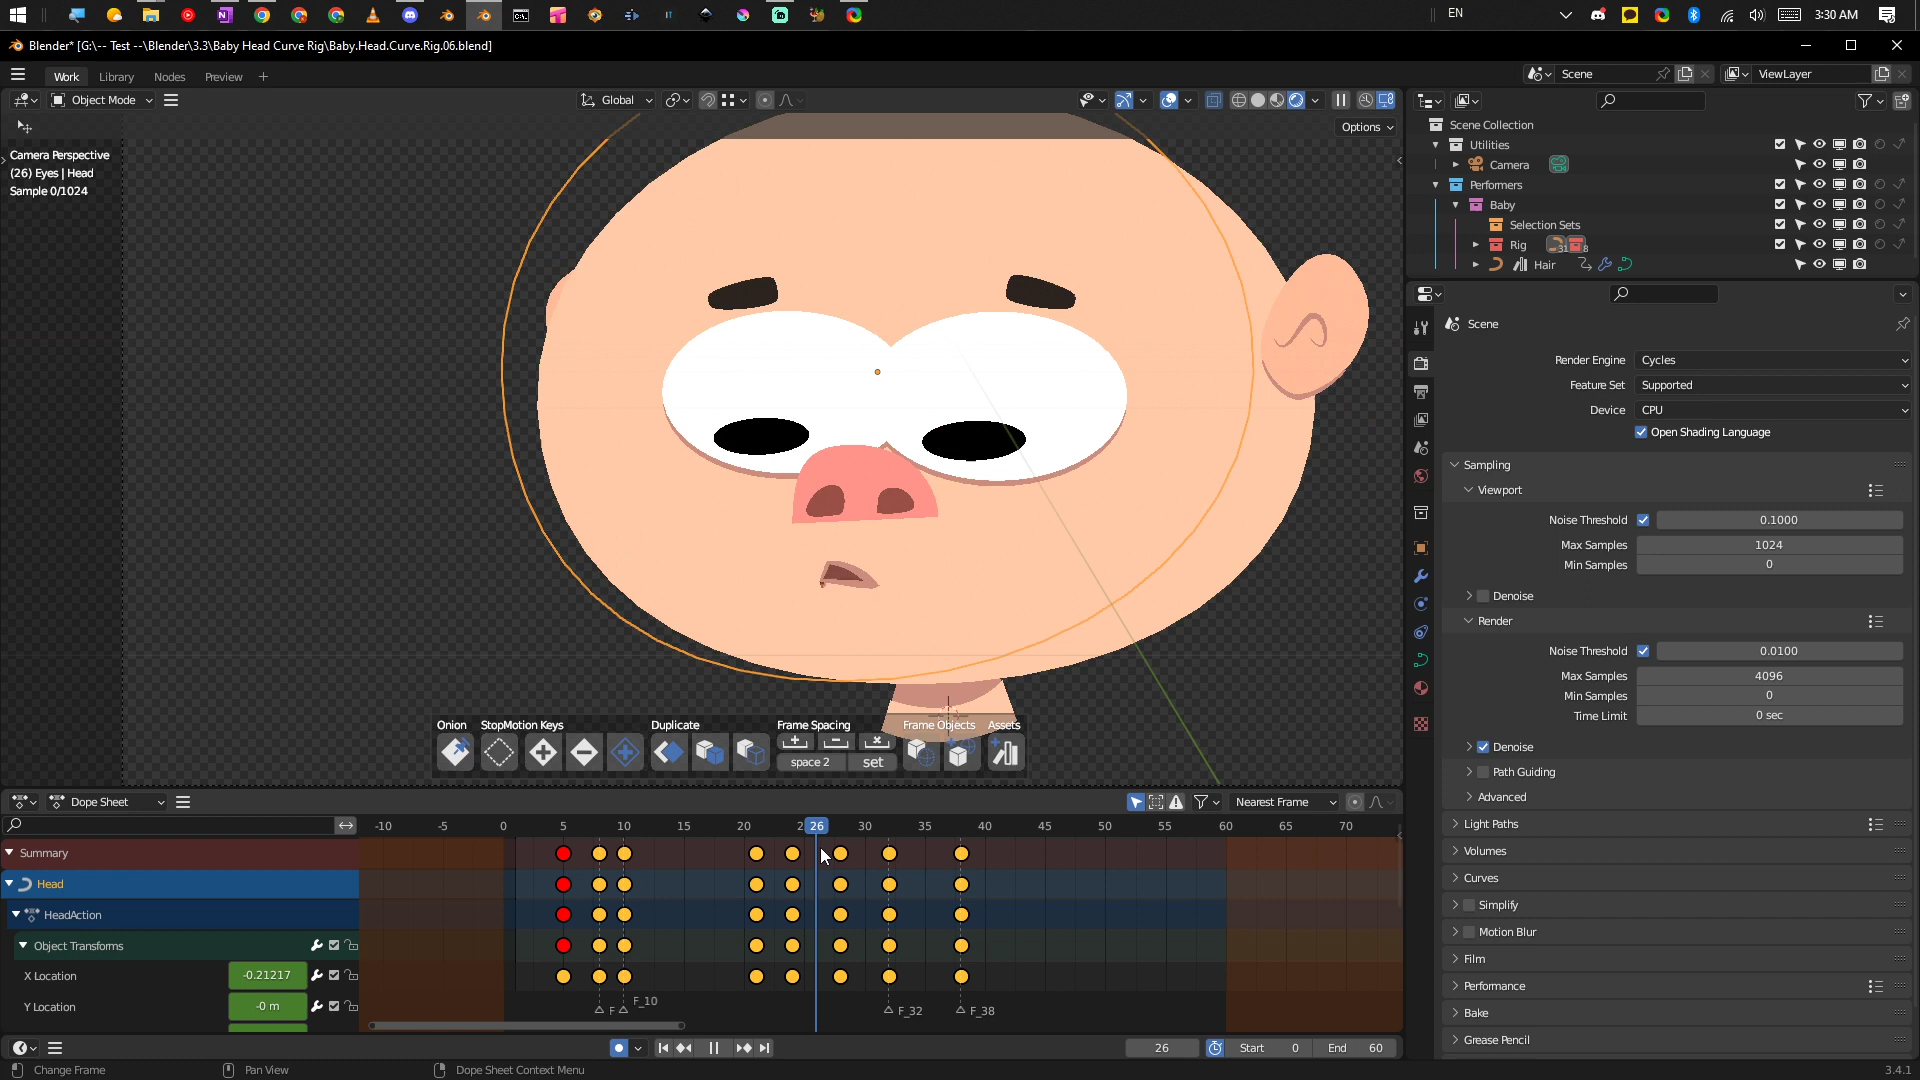 EN
3:30 AM
Blender* [G:\-- Test --\Blender\3.3\Baby Head Curve Rig\Baby.Head.Curve.Rig.06.blend]
Work Library Nodes Preview +
Scene
ViewLayer
Object Mode
Global
Options
Camera Perspective
(26) Eyes | Head
Sample 0/1024
Scene Collection
Utilities
Camera
Performers
Baby
Selection Sets
Rig 31 8
Hair
Scene
Render Engine Cycles
Feature Set Supported
Device CPU
Open Shading Language
Sampling
Viewport
Noise Threshold 0.1000
Max Samples 1024
Min Samples 0
Denoise
Render
Noise Threshold 0.0100
Max Samples 4096
Min Samples 0
Time Limit 0 sec
Denoise
Path Guiding
Advanced
Light Paths
Volumes
Curves
Simplify
Motion Blur
Film
Performance
Bake
Grease Pencil
Onion StopMotion Keys Duplicate Frame Spacing Frame Objects Assets
space 2 set
Dope Sheet
Nearest Frame
-10 -5 0 5 10 15 20 2 26 30 35 40 45 50 55 60 65 70
Summary
Head
HeadAction
Object Transforms
X Location -0.21217
Y Location -0 m
F F_10 F_32 F_38
26 Start 0 End 60
Change Frame Pan View Dope Sheet Context Menu
3.4.1